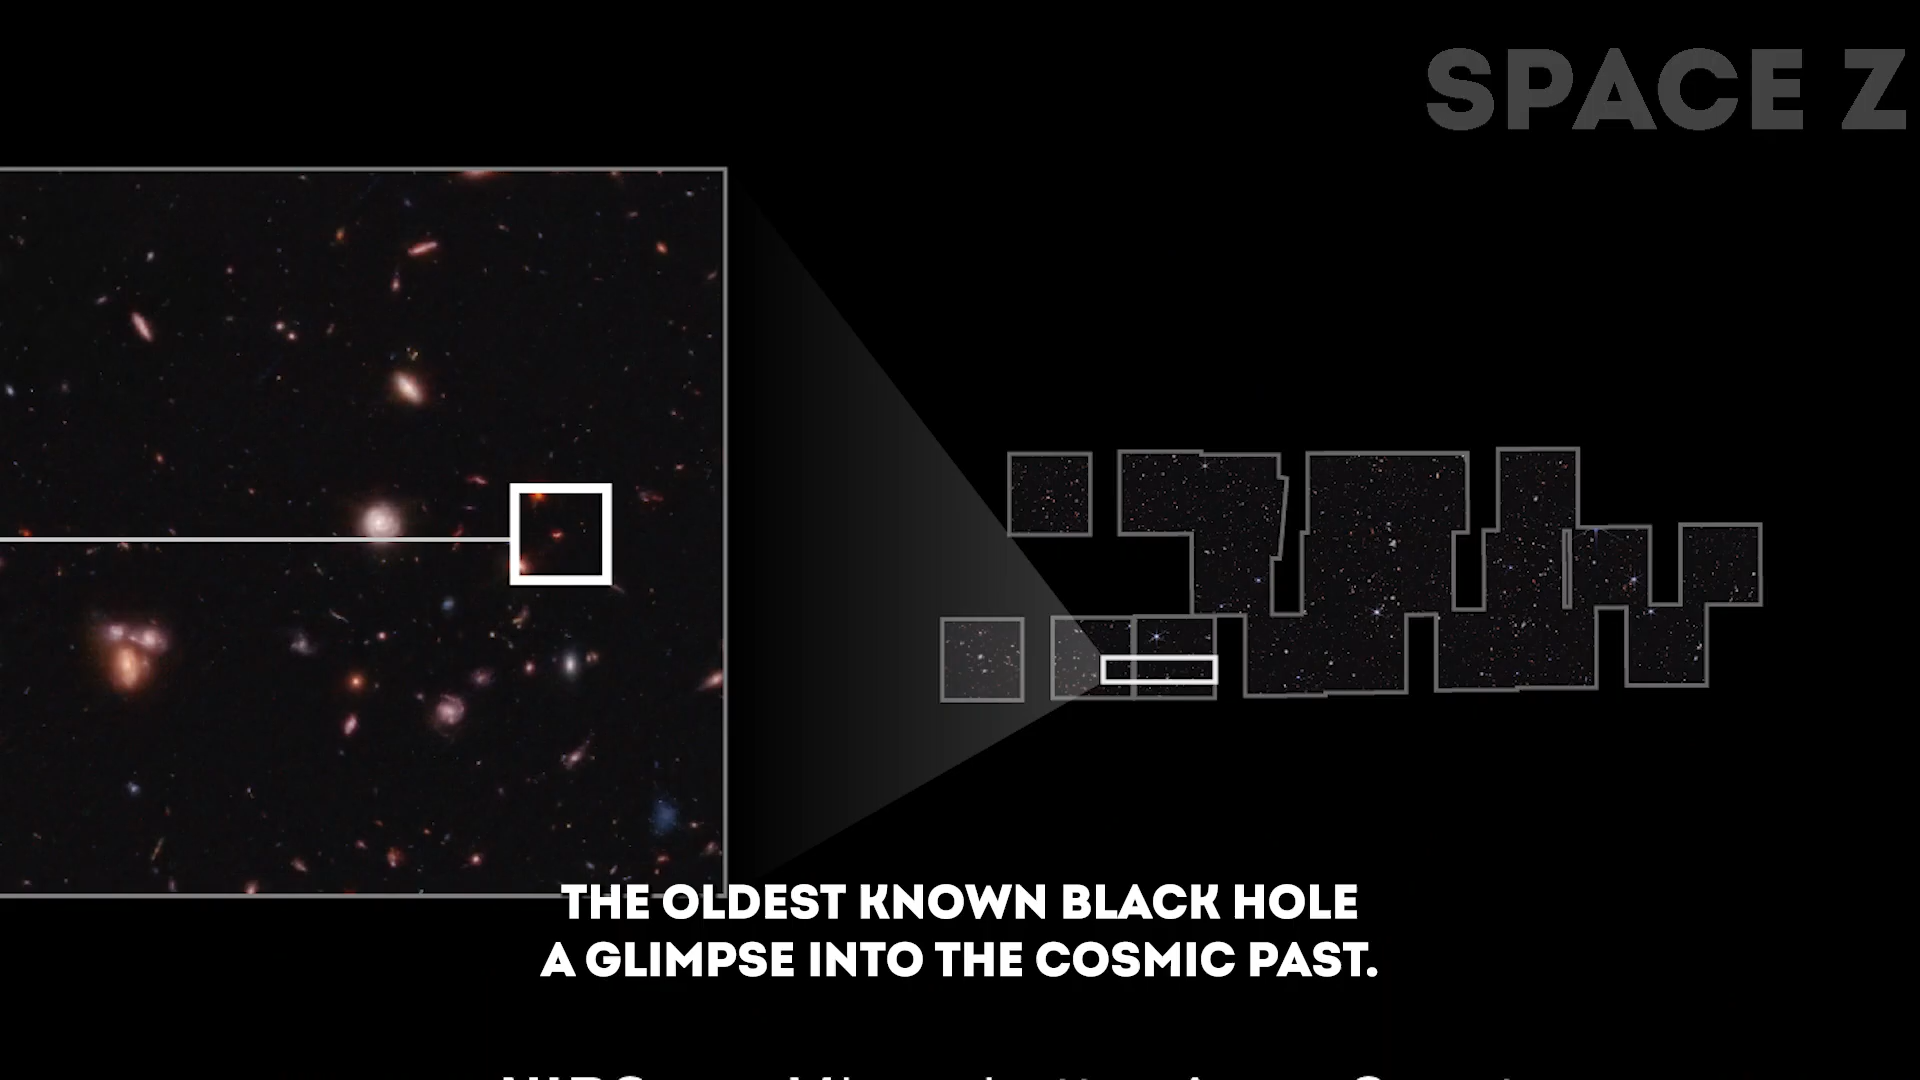 SPACE Z
THE OLDEST KNOWN BLACK HOLE
A GLIMPSE INTO THE COSMIC PAST.